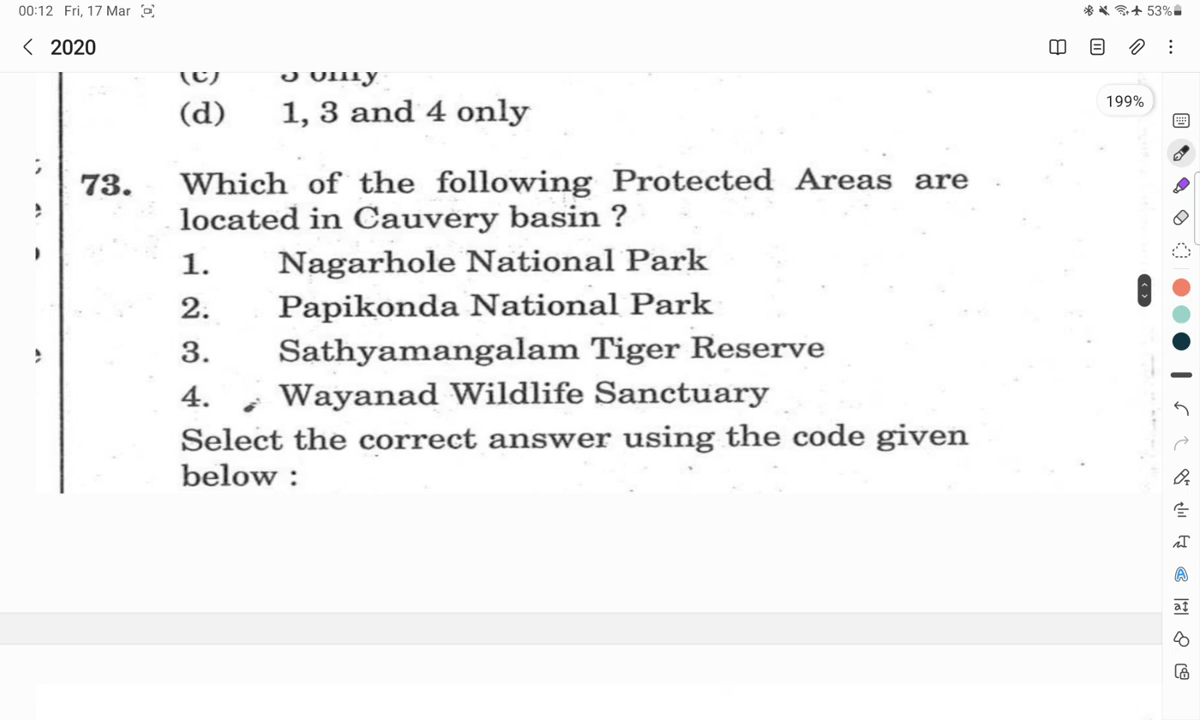 00:12 Fri, 17 Mar
53%
2020
199%
(d) 1, 3 and 4 only
73. Which of the following Protected Areas are
located in Cauvery basin ?
1. Nagarhole National Park
2. Papikonda National Park
3. Sathyamangalam Tiger Reserve
4. Wayanad Wildlife Sanctuary
Select the correct answer using the code given
below :